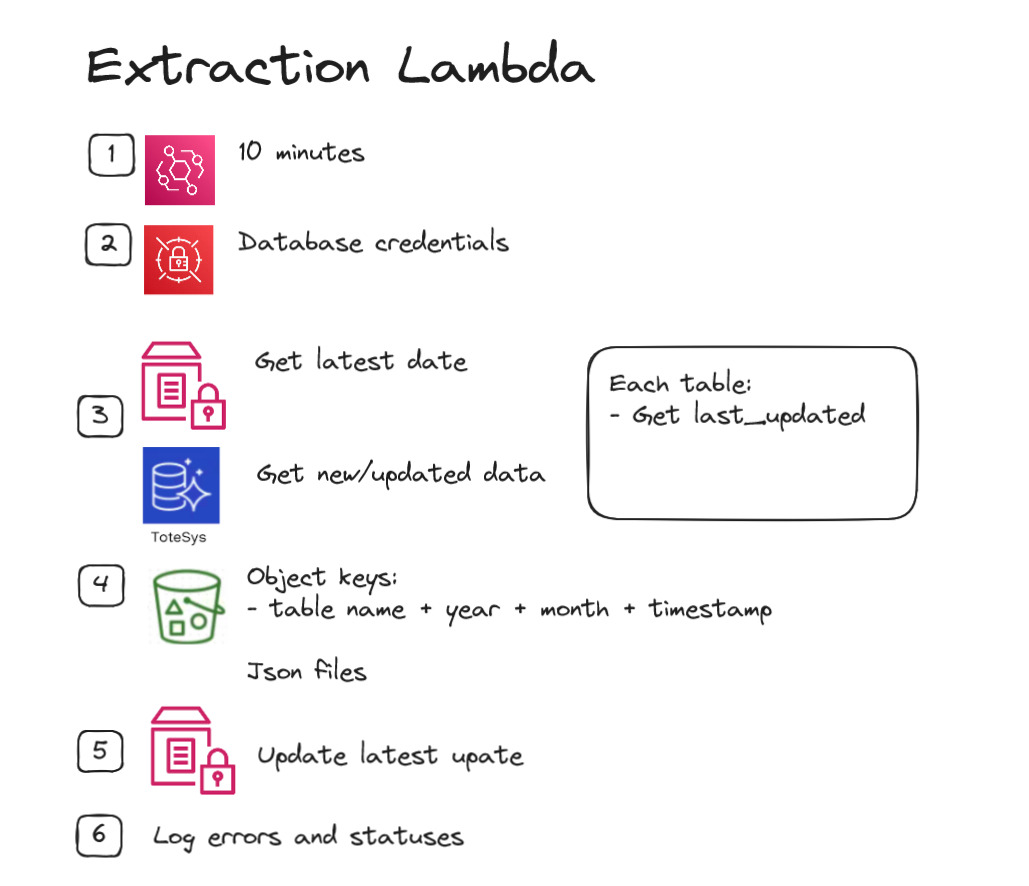 Extraction Lambda
1
10 minutes
2
Database credentials
3
Get latest date
Each table:
- Get last_updated
Get new/updated data
ToteSys
4
Object keys:
- table name + year + month + timestamp
Json files
5
Update latest upate
6
Log errors and statuses